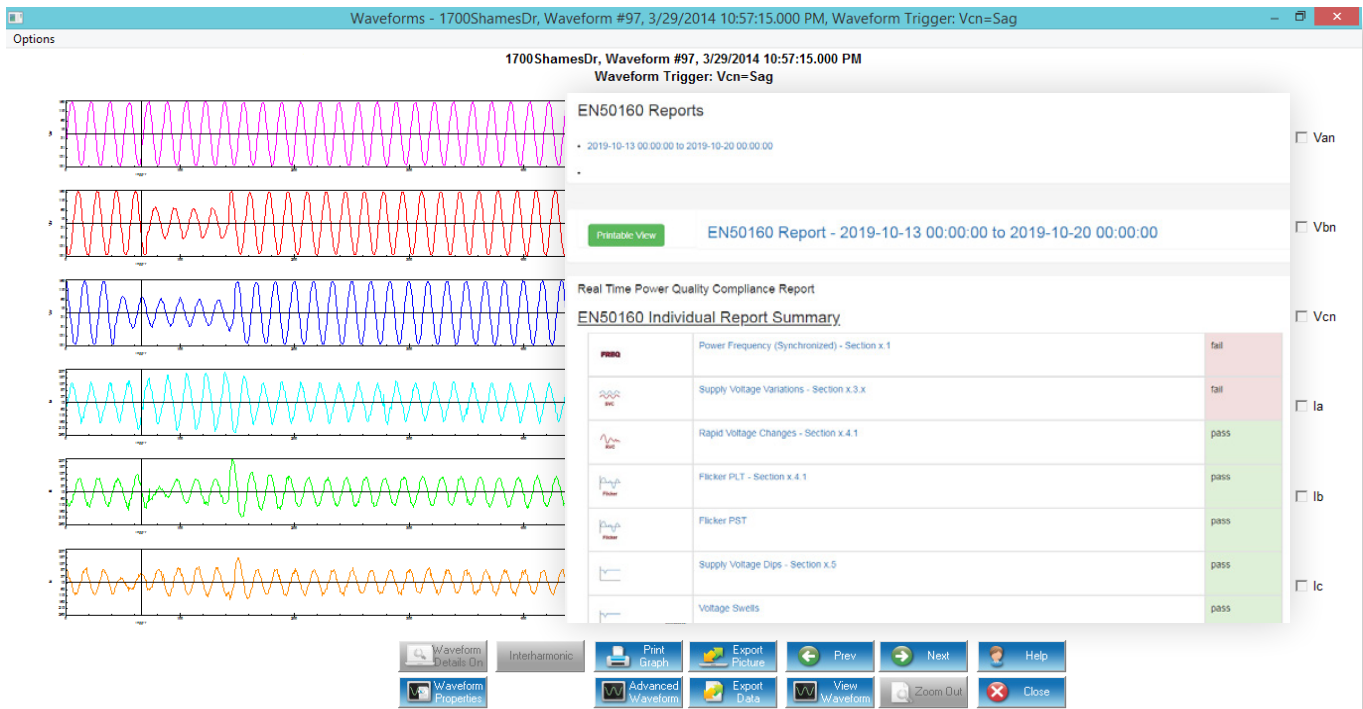 Waveforms - 1700ShamesDr, Waveform #97, 3/29/2014 10:57:15.000 PM, Waveform Trigger: Vcn=Sag
Options
1700ShamesDr, Waveform #97, 3/29/2014 10:57:15.000 PM
Waveform Trigger: Vcn=Sag
EN50160 Reports
2019-10-13 00:00:00 to 2019-10-20 00:00:00
Printable View
EN50160 Report - 2019-10-13 00:00:00 to 2019-10-20 00:00:00
Real Time Power Quality Compliance Report
EN50160 Individual Report Summary
FREQ Power Frequency (Synchronized) - Section x.1 fail
SVC Supply Voltage Variations - Section x.3.x fail
RVC Rapid Voltage Changes - Section x.4.1 pass
Flicker Flicker PLT - Section x.4.1 pass
Flicker Flicker PST pass
Supply Voltage Dips - Section x.5 pass
Voltage Swells pass
Van
Vbn
Vcn
Ia
Ib
Ic
Waveform Details On
Interharmonic
Print Graph
Export Picture
Prev
Next
Help
Waveform Properties
Advanced Waveform
Export Data
View Waveform
Zoom Out
Close